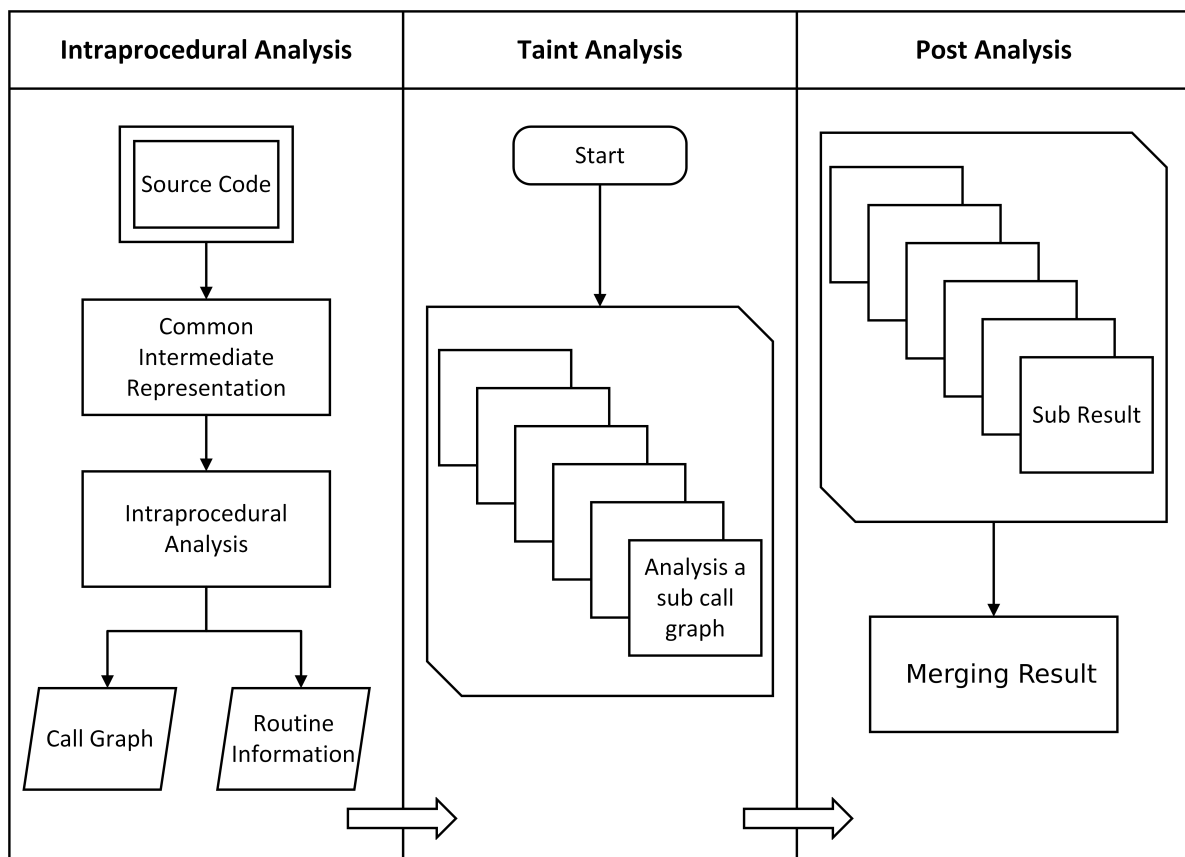 Intraprocedural Analysis
Taint Analysis
Post Analysis
Source Code
Common
Intermediate
Representation
Intraprocedural
Analysis
Call Graph
Routine
Information
Start
Analysis a
sub call
graph
Sub Result
Merging Result